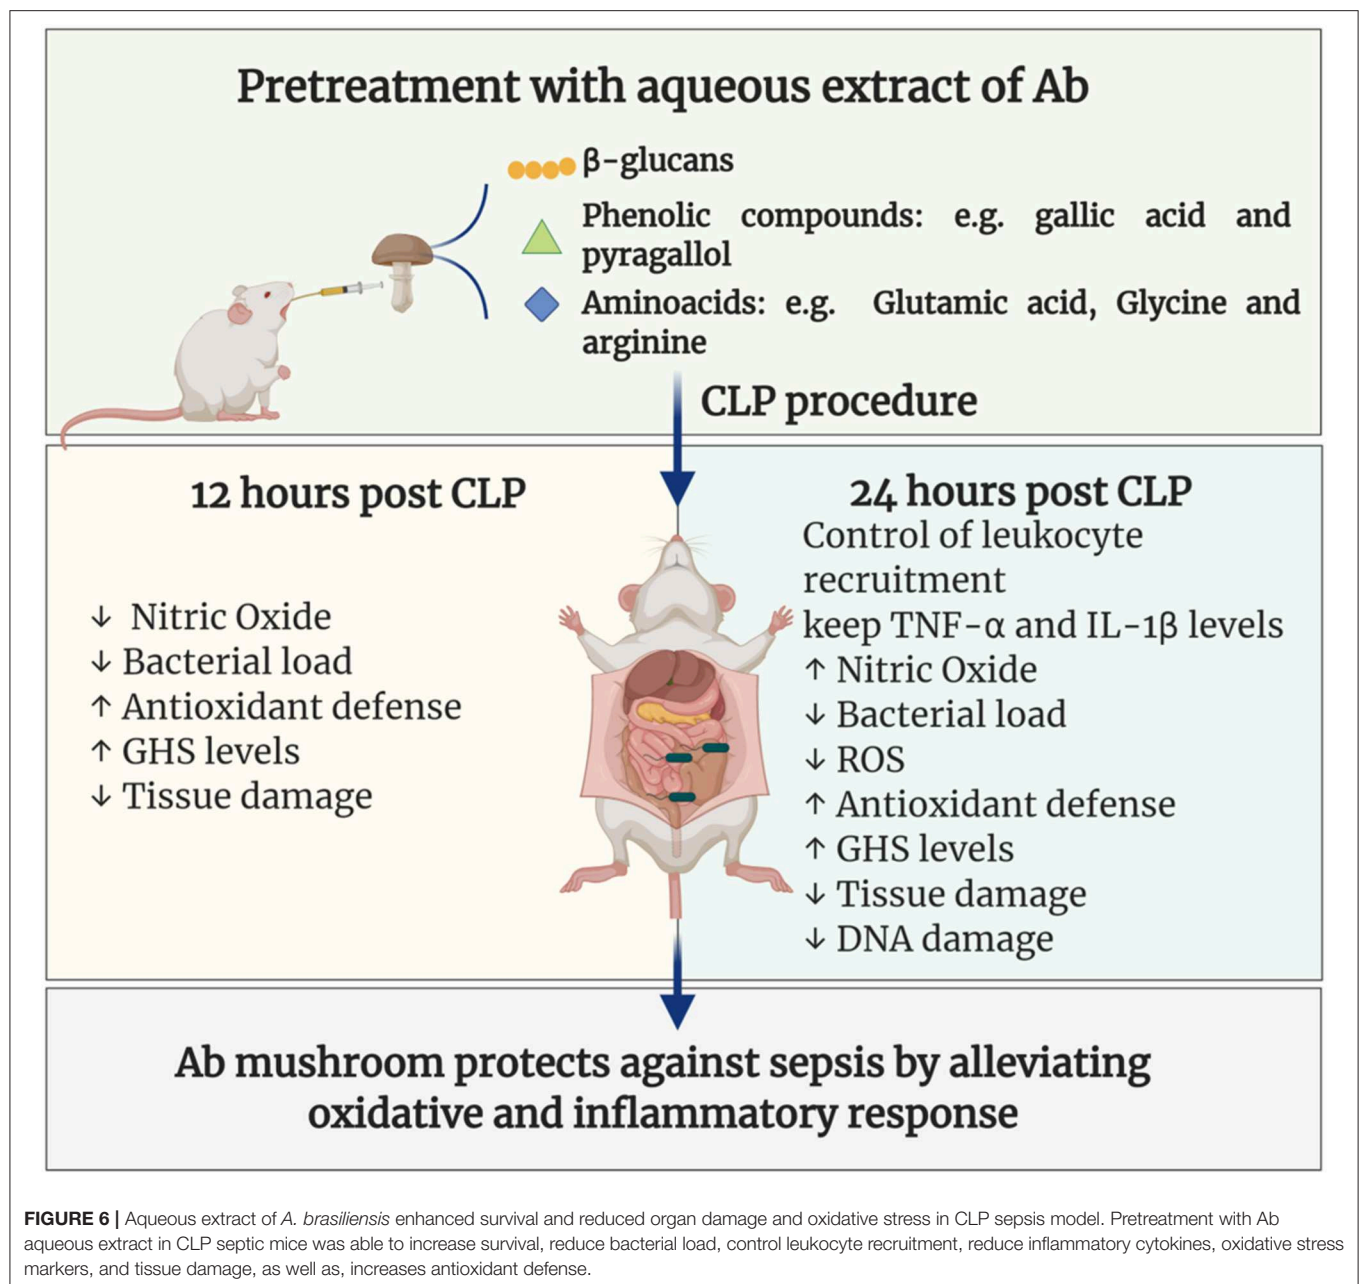 Pretreatment with aqueous extract of Ab
β-glucans
Phenolic compounds: e.g. gallic acid and
pyragallol
Aminoacids: e.g. Glutamic acid, Glycine and
arginine
CLP procedure
12 hours post CLP
↓ Nitric Oxide
↓ Bacterial load
↑ Antioxidant defense
↑ GHS levels
↓ Tissue damage
24 hours post CLP
Control of leukocyte
recruitment
keep TNF-α and IL-1β levels
↑ Nitric Oxide
↓ Bacterial load
↓ ROS
↑ Antioxidant defense
↑ GHS levels
↓ Tissue damage
↓ DNA damage
Ab mushroom protects against sepsis by alleviating
oxidative and inflammatory response
FIGURE 6 | Aqueous extract of A. brasiliensis enhanced survival and reduced organ damage and oxidative stress in CLP sepsis model. Pretreatment with Ab
aqueous extract in CLP septic mice was able to increase survival, reduce bacterial load, control leukocyte recruitment, reduce inflammatory cytokines, oxidative stress
markers, and tissue damage, as well as, increases antioxidant defense.